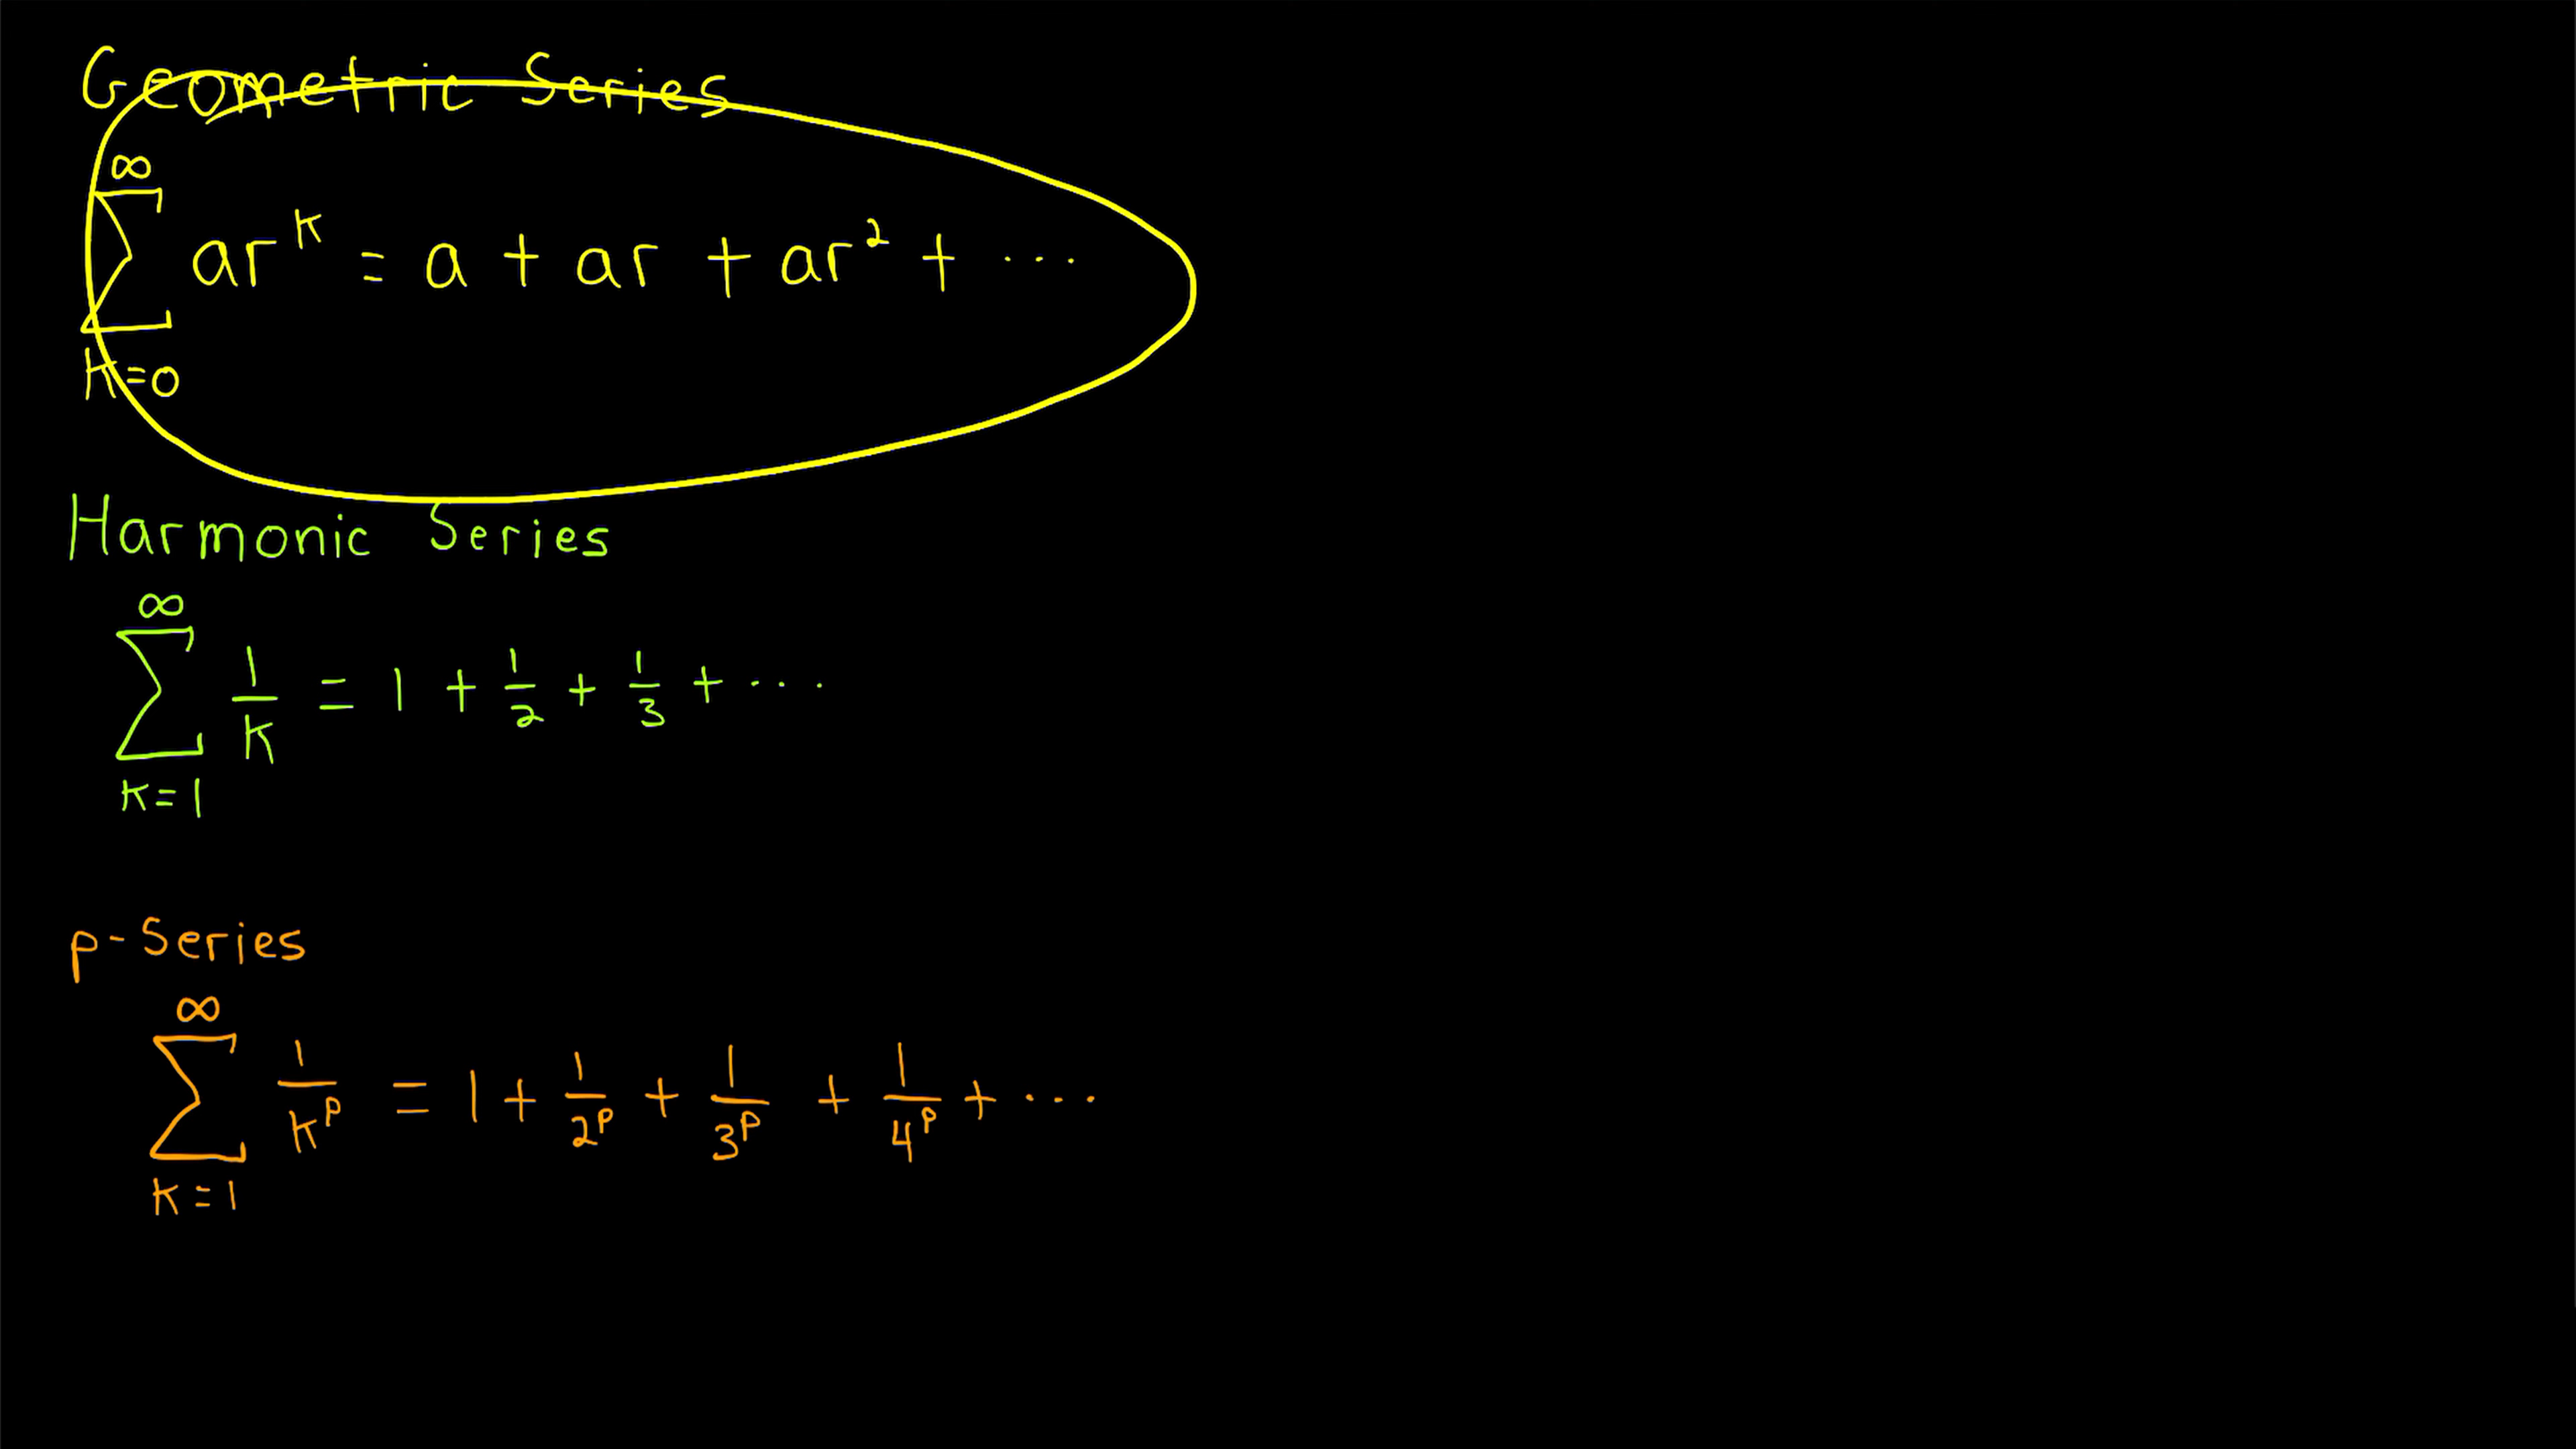 Geometric Series
∞
∑ ar^k = a + ar + ar² + ···
k=0
Harmonic Series
∞
∑ 1/k = 1 + 1/2 + 1/3 + ···
k=1
p-Series
∞
∑ 1/k^p = 1 + 1/2^p + 1/3^p + 1/4^p + ···
k=1